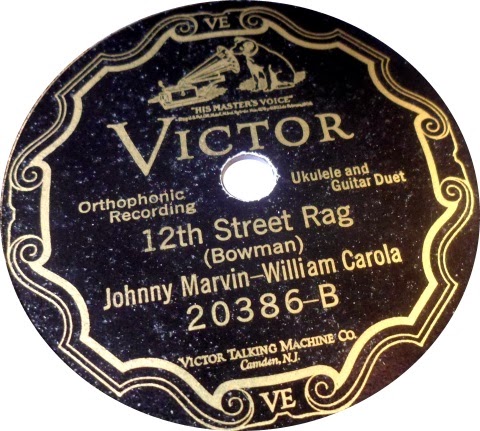 VE
"HIS MASTER'S VOICE"
VICTOR
Orthophonic
Recording
Ukulele and
Guitar Duet
12th Street Rag
(Bowman)
Johnny Marvin-William Carola
20386-B
VICTOR TALKING MACHINE CO.
Camden, N.J.
VE